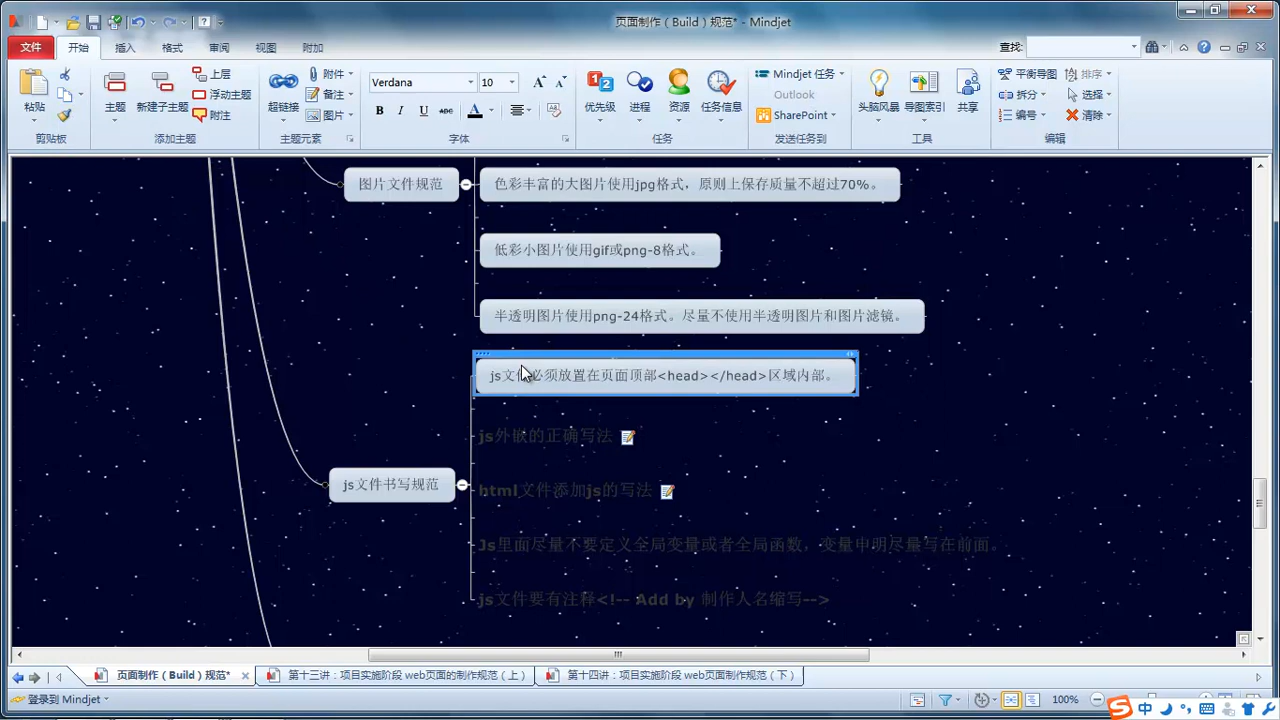 页面制作（Build）规范* - Mindjet
文件 开始 插入 格式 审阅 视图 附加 查找:
粘贴 主题 新建子主题 上层 浮动主题 附注 超链接 附件 备注 图片 Verdana 10 B I U abc A 优先级 进程 资源 任务信息 Mindjet 任务 Outlook SharePoint 头脑风暴 导图索引 共享 平衡导图 拆分 编号 排序 选择 清除
剪贴板 添加主题 主题元素 字体 任务 发送任务到 工具 编辑
图片文件规范
色彩丰富的大图片使用jpg格式，原则上保存质量不超过70%。
低彩小图片使用gif或png-8格式。
半透明图片使用png-24格式。尽量不使用半透明图片和图片滤镜。
js文件必须放置在页面顶部<head></head>区域内部。
js外嵌的正确写法
js文件书写规范
html文件添加js的写法
Js里面尽量不要定义全局变量或者全局函数，变量申明尽量写在前面。
js文件要有注释<!-- Add by 制作人名缩写-->
页面制作（Build）规范* 第十三讲：项目实施阶段 web页面的制作规范（上） 第十四讲：项目实施阶段 web页面制作规范（下）
登录到 Mindjet 100% 中